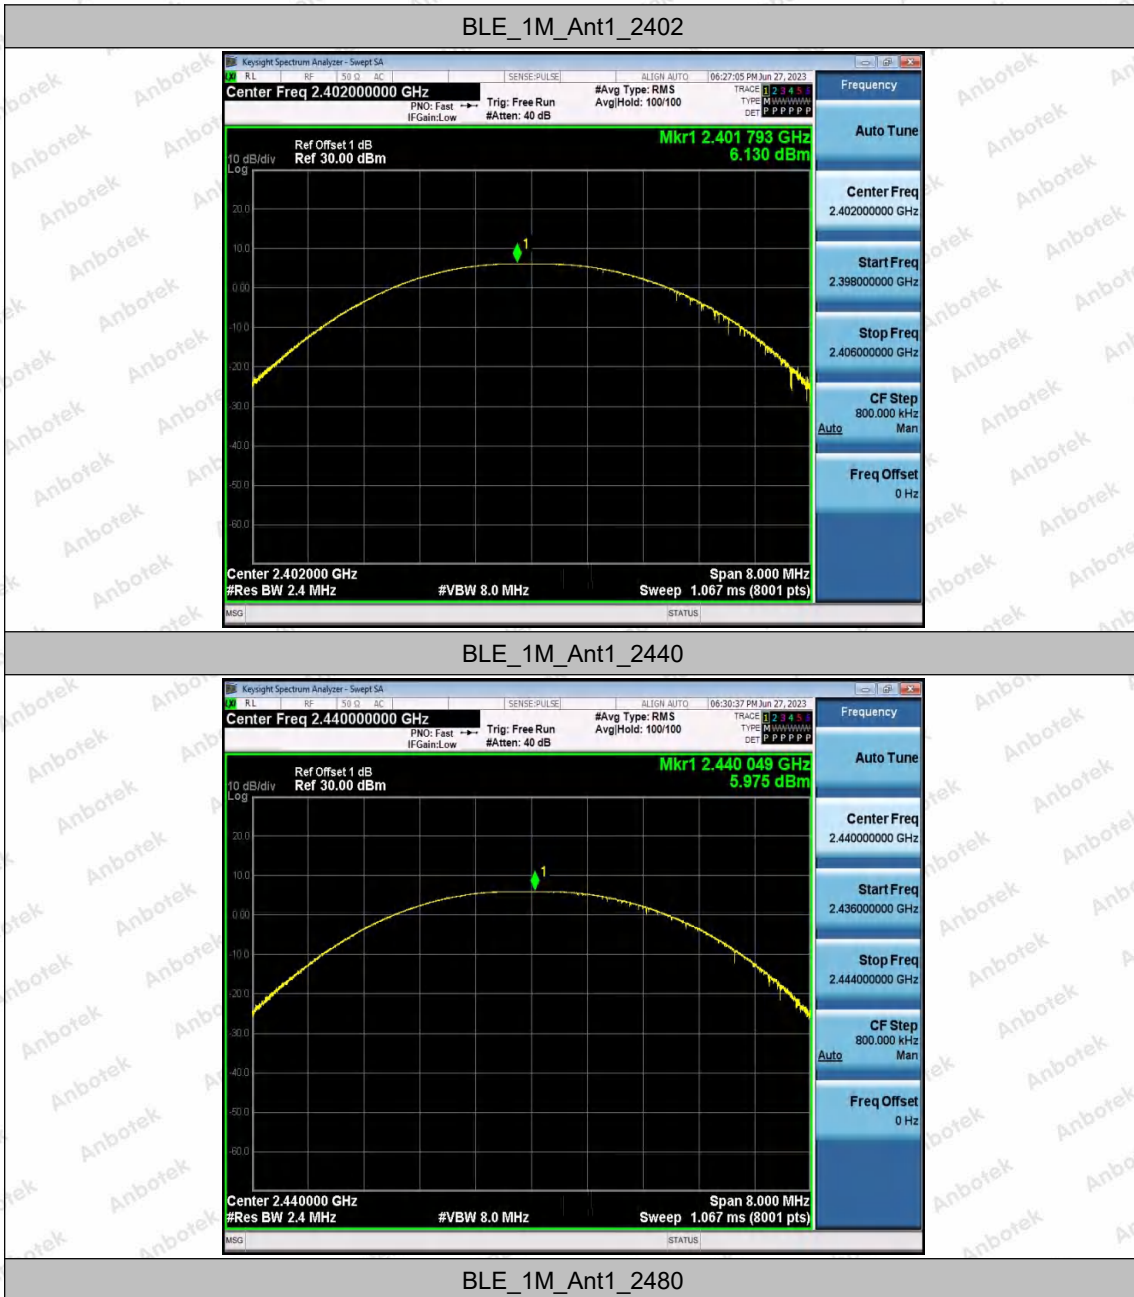 BLE_1M_Ant1_2402
Keysight Spectrum Analyzer - Swept SA
RL RF 50 Ω AC SENSE:PULSE ALIGN AUTO 06:27:05 PM Jun 27, 2023
Center Freq 2.402000000 GHz
PNO: Fast
IFGain:Low
Trig: Free Run
#Atten: 40 dB
#Avg Type: RMS
Avg|Hold: 100/100
TRACE 1 2 3 4 5 6
TYPE M W W W W W
DET P P P P P P
Frequency
Mkr1 2.401 793 GHz
6.130 dBm
Ref Offset 1 dB
10 dB/div Ref 30.00 dBm
Log
20.0
10.0
0.00
-10.0
-20.0
-30.0
-40.0
-50.0
-60.0
1
Auto Tune
Center Freq
2.402000000 GHz
Start Freq
2.398000000 GHz
Stop Freq
2.406000000 GHz
CF Step
800.000 kHz
Auto Man
Freq Offset
0 Hz
Center 2.402000 GHz Span 8.000 MHz
#Res BW 2.4 MHz #VBW 8.0 MHz Sweep 1.067 ms (8001 pts)
MSG STATUS
BLE_1M_Ant1_2440
Keysight Spectrum Analyzer - Swept SA
RL RF 50 Ω AC SENSE:PULSE ALIGN AUTO 06:30:37 PM Jun 27, 2023
Center Freq 2.440000000 GHz
PNO: Fast
IFGain:Low
Trig: Free Run
#Atten: 40 dB
#Avg Type: RMS
Avg|Hold: 100/100
TRACE 1 2 3 4 5 6
TYPE M W W W W W
DET P P P P P P
Frequency
Mkr1 2.440 049 GHz
5.975 dBm
Ref Offset 1 dB
10 dB/div Ref 30.00 dBm
Log
20.0
10.0
0.00
-10.0
-20.0
-30.0
-40.0
-50.0
-60.0
1
Auto Tune
Center Freq
2.440000000 GHz
Start Freq
2.436000000 GHz
Stop Freq
2.444000000 GHz
CF Step
800.000 kHz
Auto Man
Freq Offset
0 Hz
Center 2.440000 GHz Span 8.000 MHz
#Res BW 2.4 MHz #VBW 8.0 MHz Sweep 1.067 ms (8001 pts)
MSG STATUS
BLE_1M_Ant1_2480
Anbotek